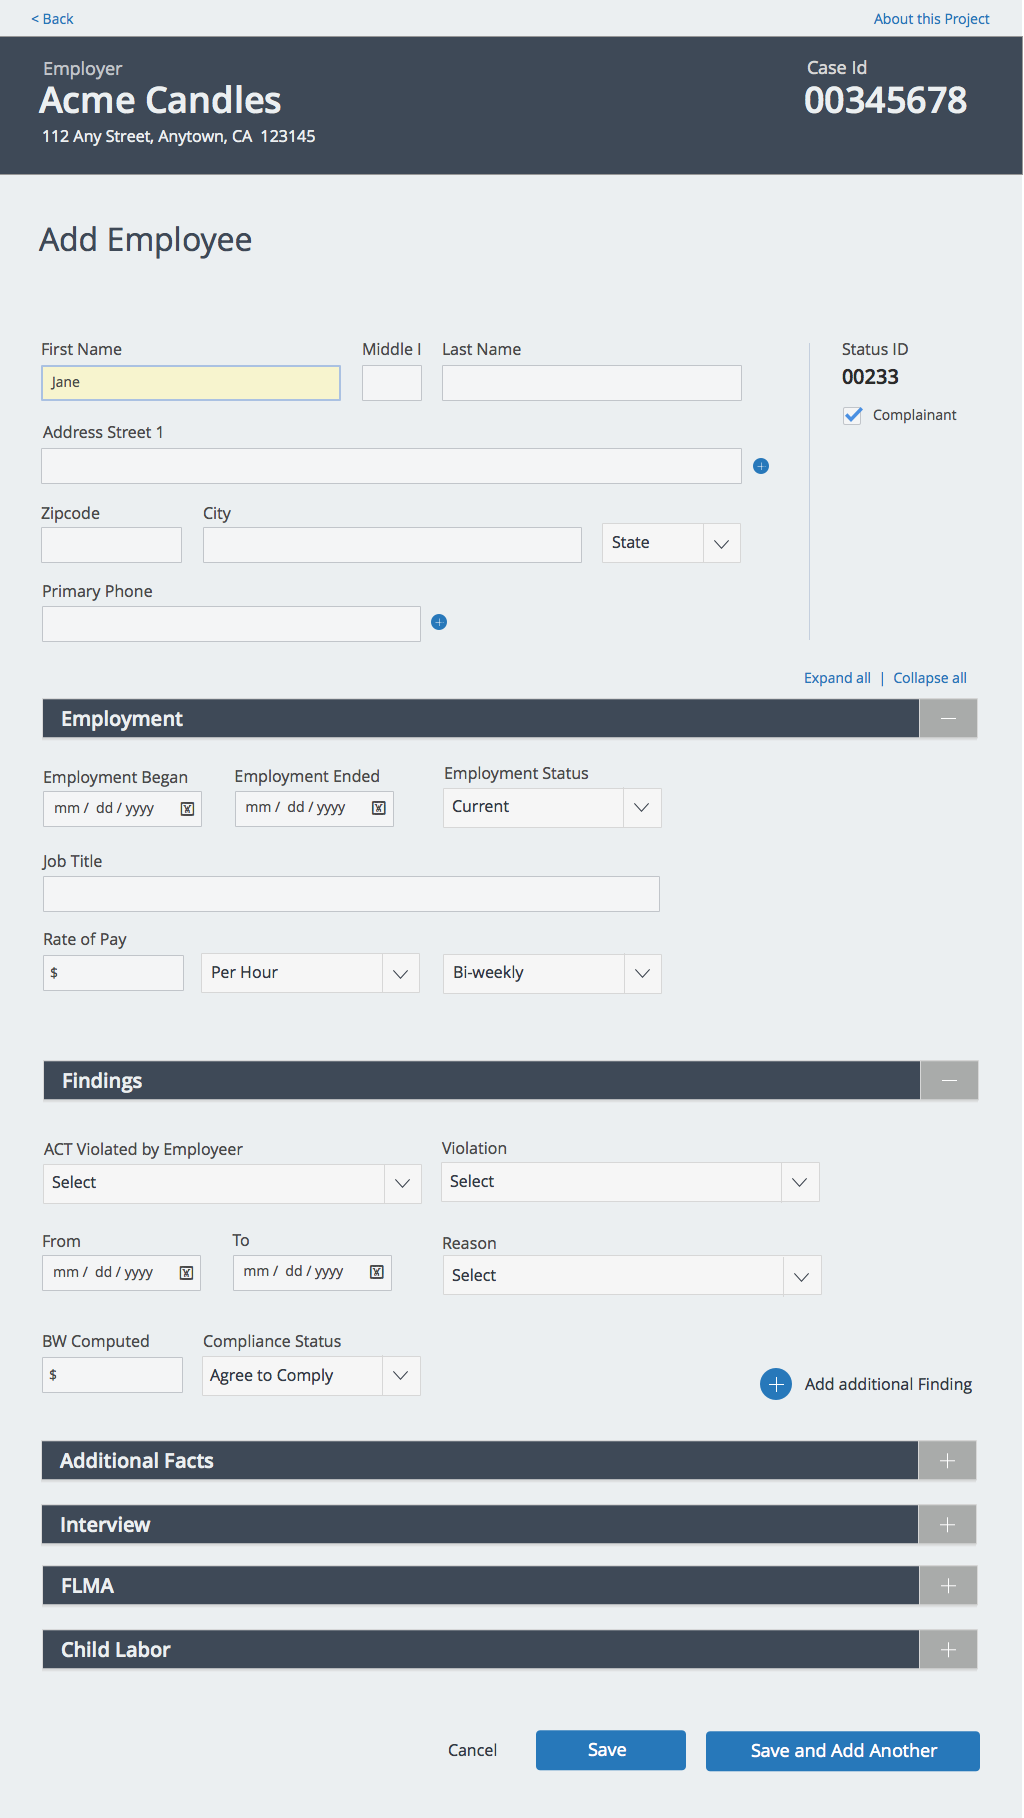 < Back
About this Project
Employer
Acme Candles
112 Any Street, Anytown, CA 123145
Case Id
00345678
Add Employee
First Name
Middle I
Last Name
Jane
Status ID
00233
Complainant
Address Street 1
Zipcode
City
State
Primary Phone
Expand all | Collapse all
Employment
Employment Began
Employment Ended
Employment Status
mm / dd / yyyy
mm / dd / yyyy
Current
Job Title
Rate of Pay
$
Per Hour
Bi-weekly
Findings
ACT Violated by Employeer
Violation
Select
Select
From
To
Reason
mm / dd / yyyy
mm / dd / yyyy
Select
BW Computed
Compliance Status
$
Agree to Comply
Add additional Finding
Additional Facts
Interview
FLMA
Child Labor
Cancel
Save
Save and Add Another